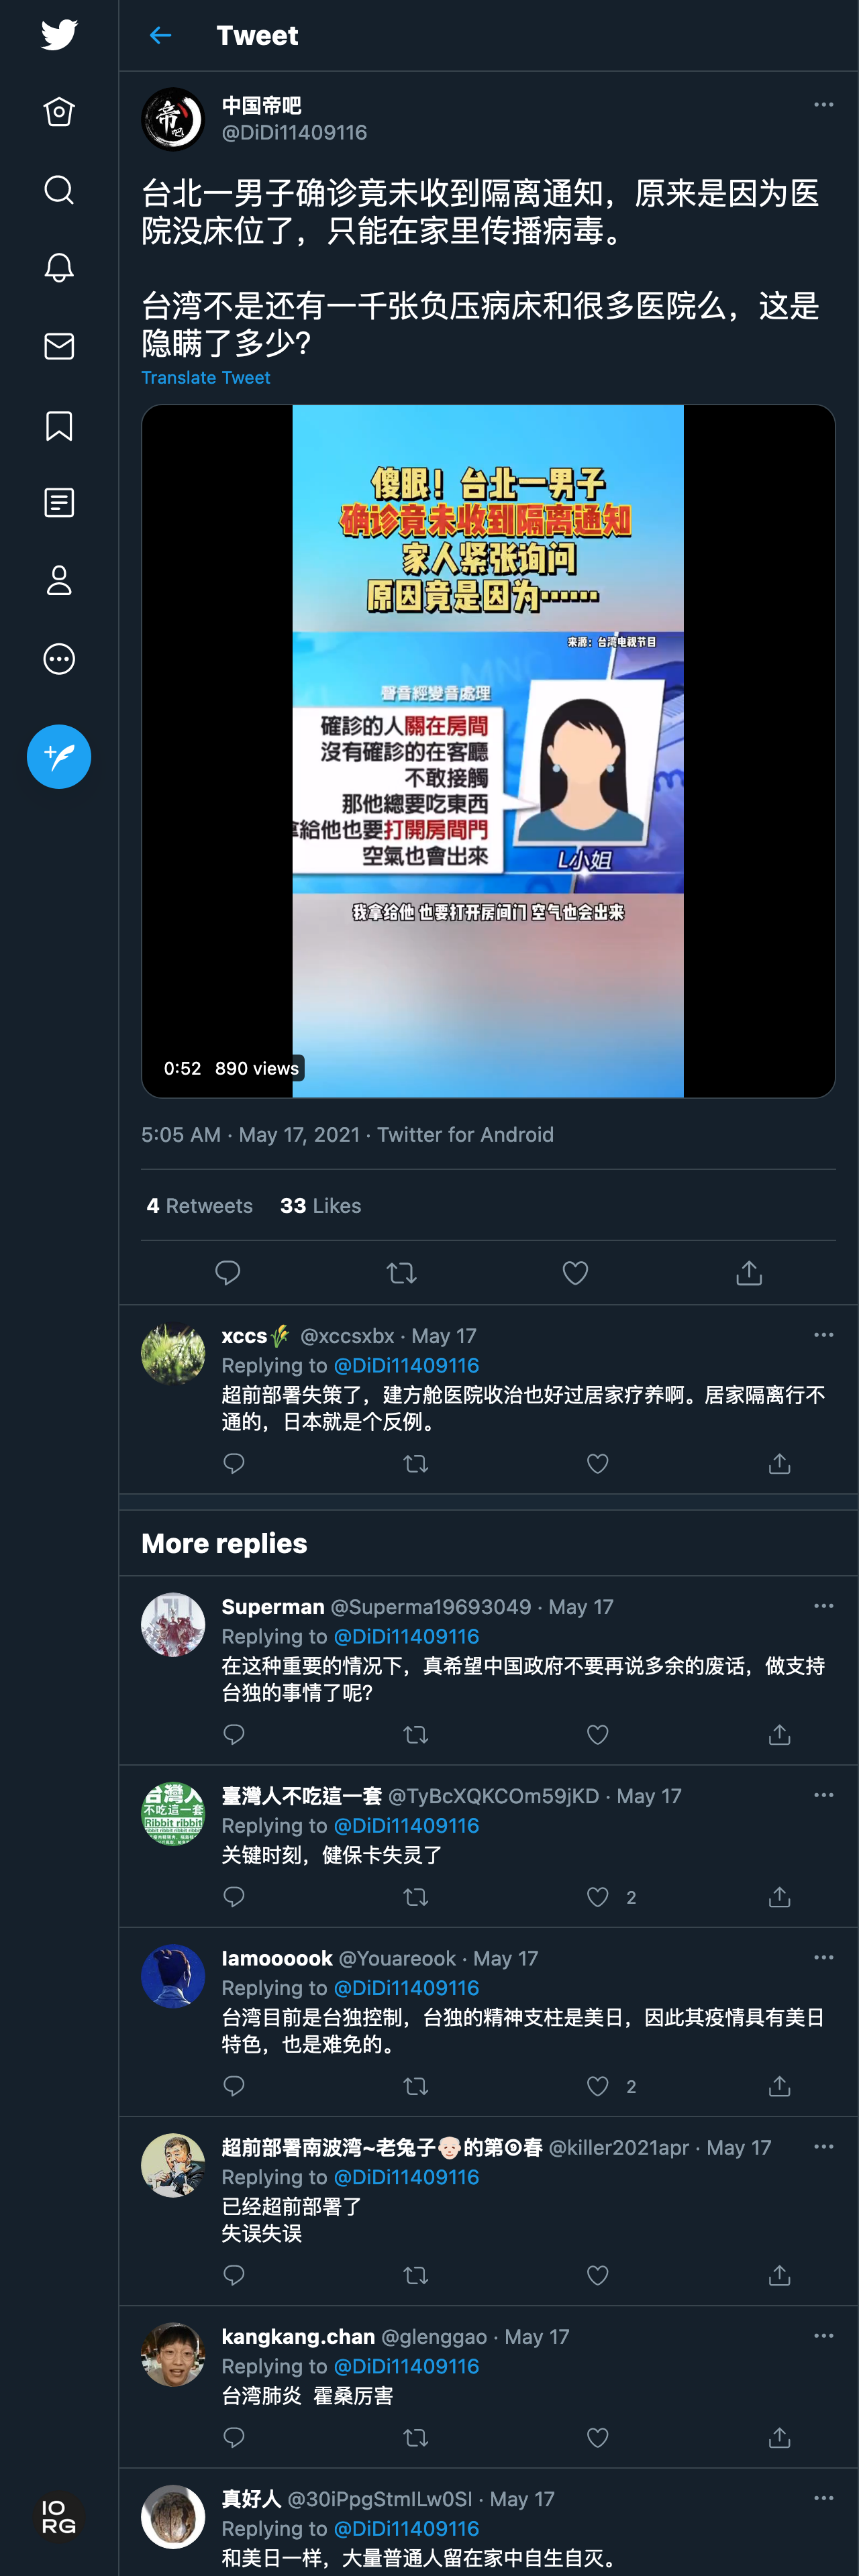 Tweet
中国帝吧
@DiDi11409116
台北一男子确诊竟未收到隔离通知，原来是因为医
院没床位了，只能在家里传播病毒。
台湾不是还有一千张负压病床和很多医院么，这是
隐瞒了多少?
Translate Tweet
傻眼！台北一男子
确诊竟未收到隔离通知
家人紧张询问
原因竟是因为……
来源：台湾电视节目
聲音經變音處理
確診的人關在房間
沒有確診的在客廳
不敢接觸
那他總要吃東西
拿給他也要打開房間門
空氣也會出來
L小姐
我拿给他 也要打开房间门 空气也会出来
0:52 890 views
5:05 AM · May 17, 2021 · Twitter for Android
4 Retweets 33 Likes
xccs🌾 @xccsxbx · May 17
Replying to @DiDi11409116
超前部署失策了，建方舱医院收治也好过居家疗养啊。居家隔离行不
通的，日本就是个反例。
More replies
Superman @Superma19693049 · May 17
Replying to @DiDi11409116
在这种重要的情况下，真希望中国政府不要再说多余的废话，做支持
台独的事情了呢?
臺灣人不吃這一套 @TyBcXQKCOm59jKD · May 17
台灣人
不吃這一套
Ribbit ribbit
Replying to @DiDi11409116
关键时刻，健保卡失灵了
2
Iamoooook @Youareook · May 17
Replying to @DiDi11409116
台湾目前是台独控制，台独的精神支柱是美日，因此其疫情具有美日
特色，也是难免的。
2
超前部署南波湾~老兔子👴🏻的第⑨春 @killer2021apr · May 17
Replying to @DiDi11409116
已经超前部署了
失误失误
kangkang.chan @glenggao · May 17
Replying to @DiDi11409116
台湾肺炎 霍桑厉害
真好人 @30iPpgStmILw0SI · May 17
Replying to @DiDi11409116
和美日一样，大量普通人留在家中自生自灭。
IO
RG